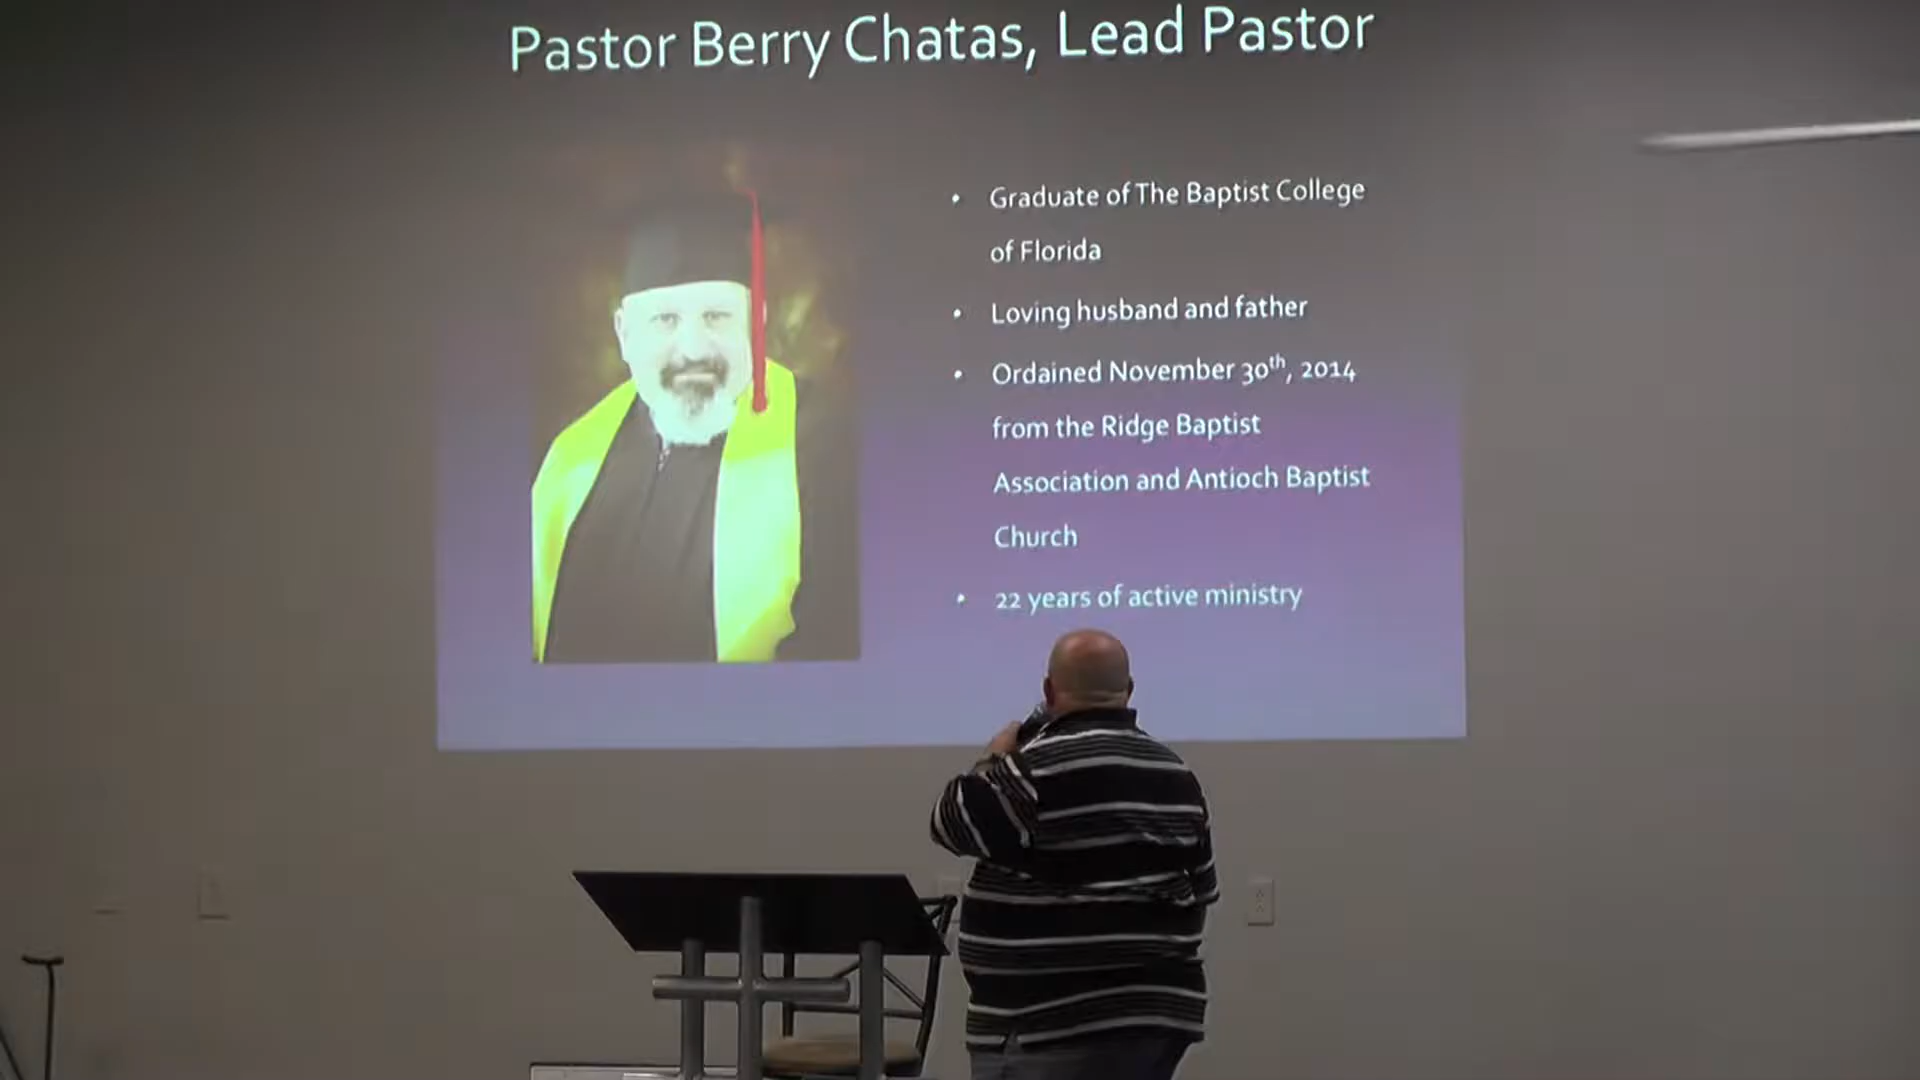 Pastor Berry Chatas, Lead Pastor
• Graduate of The Baptist College
of Florida
• Loving husband and father
• Ordained November 30th, 2014
from the Ridge Baptist
Association and Antioch Baptist
Church
• 22 years of active ministry